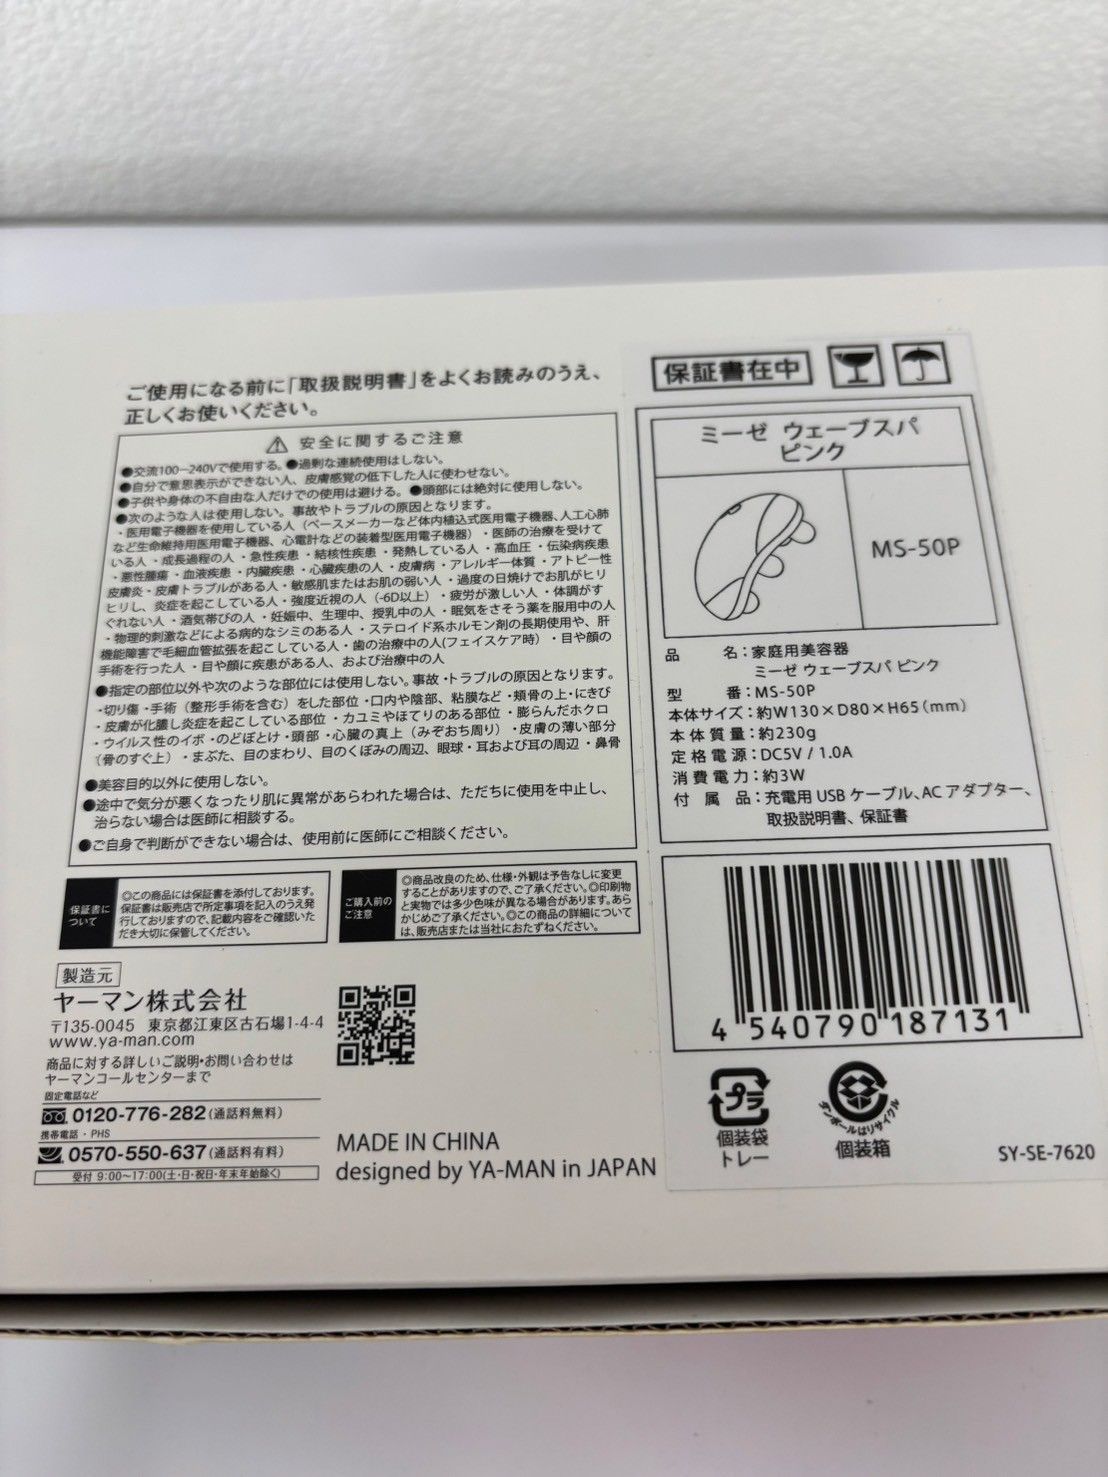 ご使用になる前に「取扱説明書」をよくお読みのうえ、
正しくお使いください。
安全に関するご注意
●交流100−240Vで使用する。●過剰な連続使用はしない。
●自分で意思表示ができない人、皮膚感覚の低下した人に使わせない。
●子供や身体の不自由な人だけでの使用は避ける。●頭部には絶対に使用しない。
●次のような人は使用しない。事故やトラブルの原因となります。
・医用電子機器を使用している人（ペースメーカーなど体内植込式医用電子機器、人工心肺
など生命維持用医用電子機器、心電計などの装着型医用電子機器）・医師の治療を受けて
いる人・成長過程の人・急性疾患・結核性疾患・発熱している人・高血圧・伝染病疾患
・悪性腫瘍・血液疾患・内臓疾患・心臓疾患の人・皮膚病・アレルギー体質・アトピー性
皮膚炎・皮膚トラブルがある人・敏感肌またはお肌の弱い人・過度の日焼けでお肌がヒリ
ヒリし、炎症を起こしている人・強度近視の人（-6D以上）・疲労が激しい人・体調がす
ぐれない人・酒気帯びの人・妊娠中、生理中、授乳中の人・眠気をさそう薬を服用中の人
・物理的刺激などによる病的なシミのある人・ステロイド系ホルモン剤の長期使用や、肝
機能障害で毛細血管拡張を起こしている人・歯の治療中の人(フェイスケア時）・目や顔の
手術を行った人・目や顔に疾患がある人、および治療中の人
●指定の部位以外や次のような部位には使用しない。事故・トラブルの原因となります。
・切り傷・手術（整形手術を含む）をした部位・口内や陰部、粘膜など・頬骨の上・にきび
・皮膚が化膿し炎症を起こしている部位・カユミやほてりのある部位・膨らんだホクロ
・ウイルス性のイボ・のどぼとけ・頭部・心臓の真上（みぞおち周り）・皮膚の薄い部分
（骨のすぐ上）・まぶた、目のまわり、目のくぼみの周辺、眼球・耳および耳の周辺・鼻骨
●美容目的以外に使用しない。
●途中で気分が悪くなったり肌に異常があらわれた場合は、ただちに使用を中止し、
治らない場合は医師に相談する。
●ご自身で判断ができない場合は、使用前に医師にご相談ください。
保証書に
ついて
◎この商品には保証書を添付しております。
保証書は販売店で所定事項を記入のうえ発
行しておりますので、記載内容をご確認いた
だき大切に保管してください。
ご購入前の
ご注意
◎商品改良のため、仕様・外観は予告なしに変更
することがありますので、ご了承ください。◎印刷物
と実物では多少色味が異なる場合があります。あら
かじめご了承ください。◎この商品の詳細について
は、販売店または当社におたずねください。
製造元
ヤーマン株式会社
〒135-0045 東京都江東区古石場1-4-4
www.ya-man.com
商品に対する詳しいご説明・お問い合わせは
ヤーマンコールセンターまで
固定電話など
0120-776-282(通話料無料)
携帯電話・PHS
0570-550-637(通話料有料)
受付 9:00〜17:00(土・日・祝日・年末年始除く)
MADE IN CHINA
designed by YA-MAN in JAPAN
保証書在中
ミーゼ ウェーブスパ
ピンク
MS-50P
品 名：家庭用美容器
ミーゼ ウェーブスパ ピンク
型 番：MS-50P
本体サイズ：約W130×D80×H65（mm）
本体質量：約230g
定格電源：DC5V / 1.0A
消費電力：約3W
付属品：充電用 USB ケーブル、AC アダプター、
取扱説明書、保証書
4 540790 187131
プラ
個装袋
トレー
ダンボールはリサイクル
個装箱
SY-SE-7620